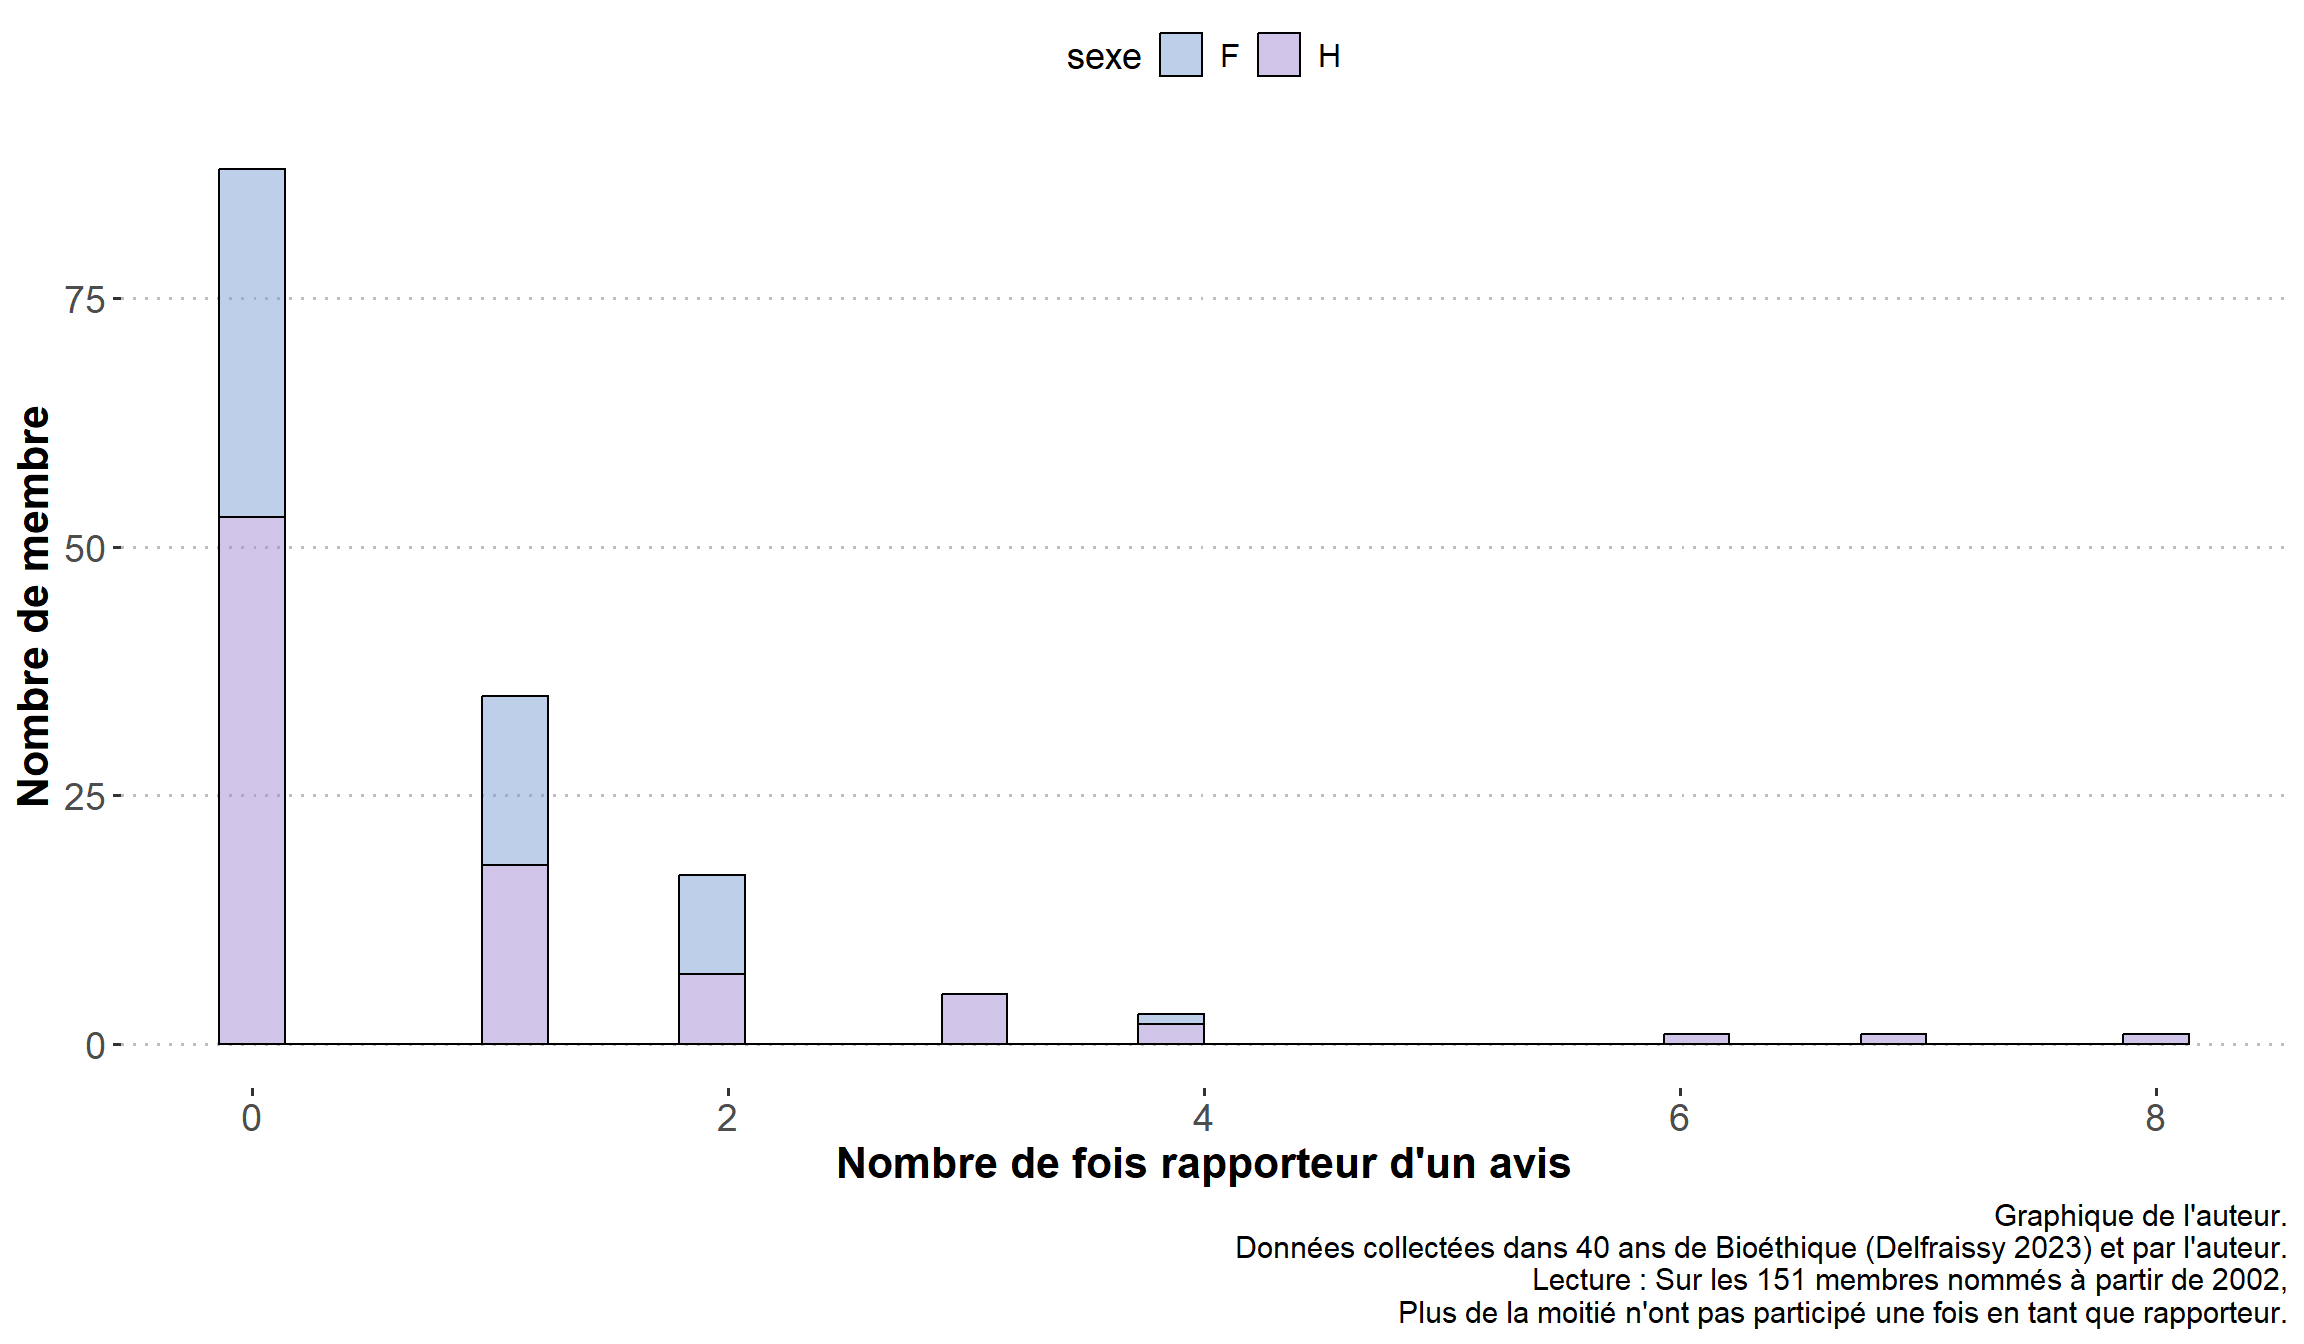 sexe F H
Nombre de membre
75
50
25
0
0 2 4 6 8
Nombre de fois rapporteur d'un avis
Graphique de l'auteur.
Données collectées dans 40 ans de Bioéthique (Delfraissy 2023) et par l'auteur.
Lecture : Sur les 151 membres nommés à partir de 2002,
Plus de la moitié n'ont pas participé une fois en tant que rapporteur.